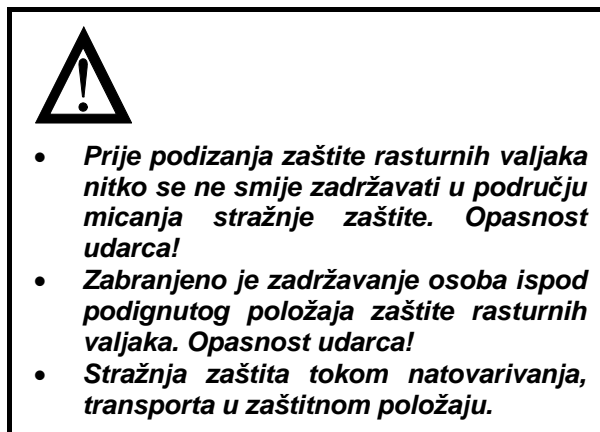 • Prije podizanja zaštite rasturnih valjaka
nitko se ne smije zadržavati u području
micanja stražnje zaštite. Opasnost
udarca!
• Zabranjeno je zadržavanje osoba ispod
podignutog položaja zaštite rasturnih
valjaka. Opasnost udarca!
• Stražnja zaštita tokom natovarivanja,
transporta u zaštitnom položaju.